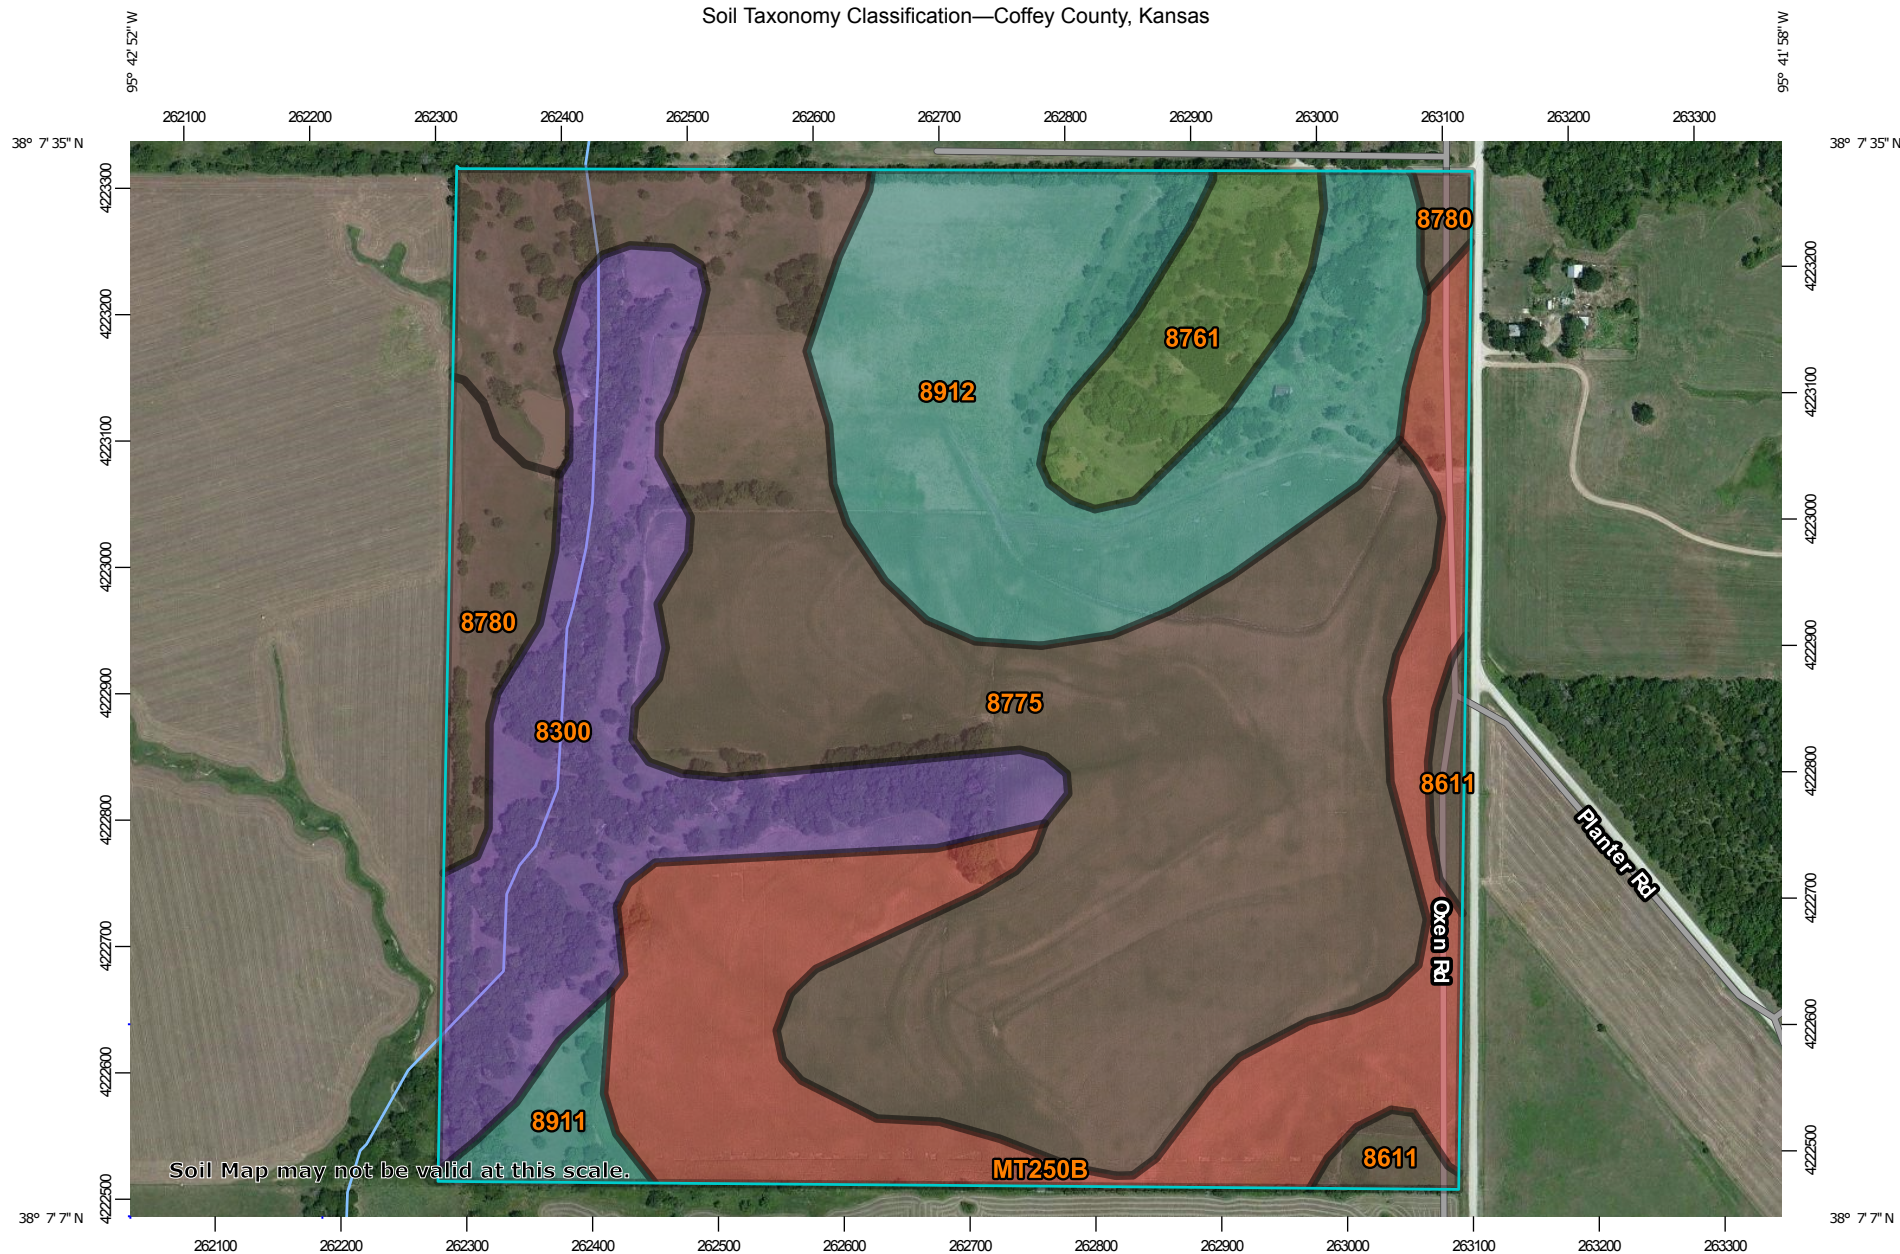 Soil Taxonomy Classification—Coffey County, Kansas
95° 42' 52'' W
95° 41' 58'' W
262100 262200 262300 262400 262500 262600 262700 262800 262900 263000 263100 263200 263300
38° 7' 35'' N
38° 7' 35'' N
4223300
4223200
4223100
4223000
4222900
4222800
4222700
4222600
4222500
4223200
4223100
4223000
4222900
4222800
4222700
4222600
4222500
8780
8761
8912
8780
8775
8300
8611
Planter Rd
Oxen Rd
8911
8611
MT250B
Soil Map may not be valid at this scale.
38° 7' 7'' N
38° 7' 7'' N
262100 262200 262300 262400 262500 262600 262700 262800 262900 263000 263100 263200 263300